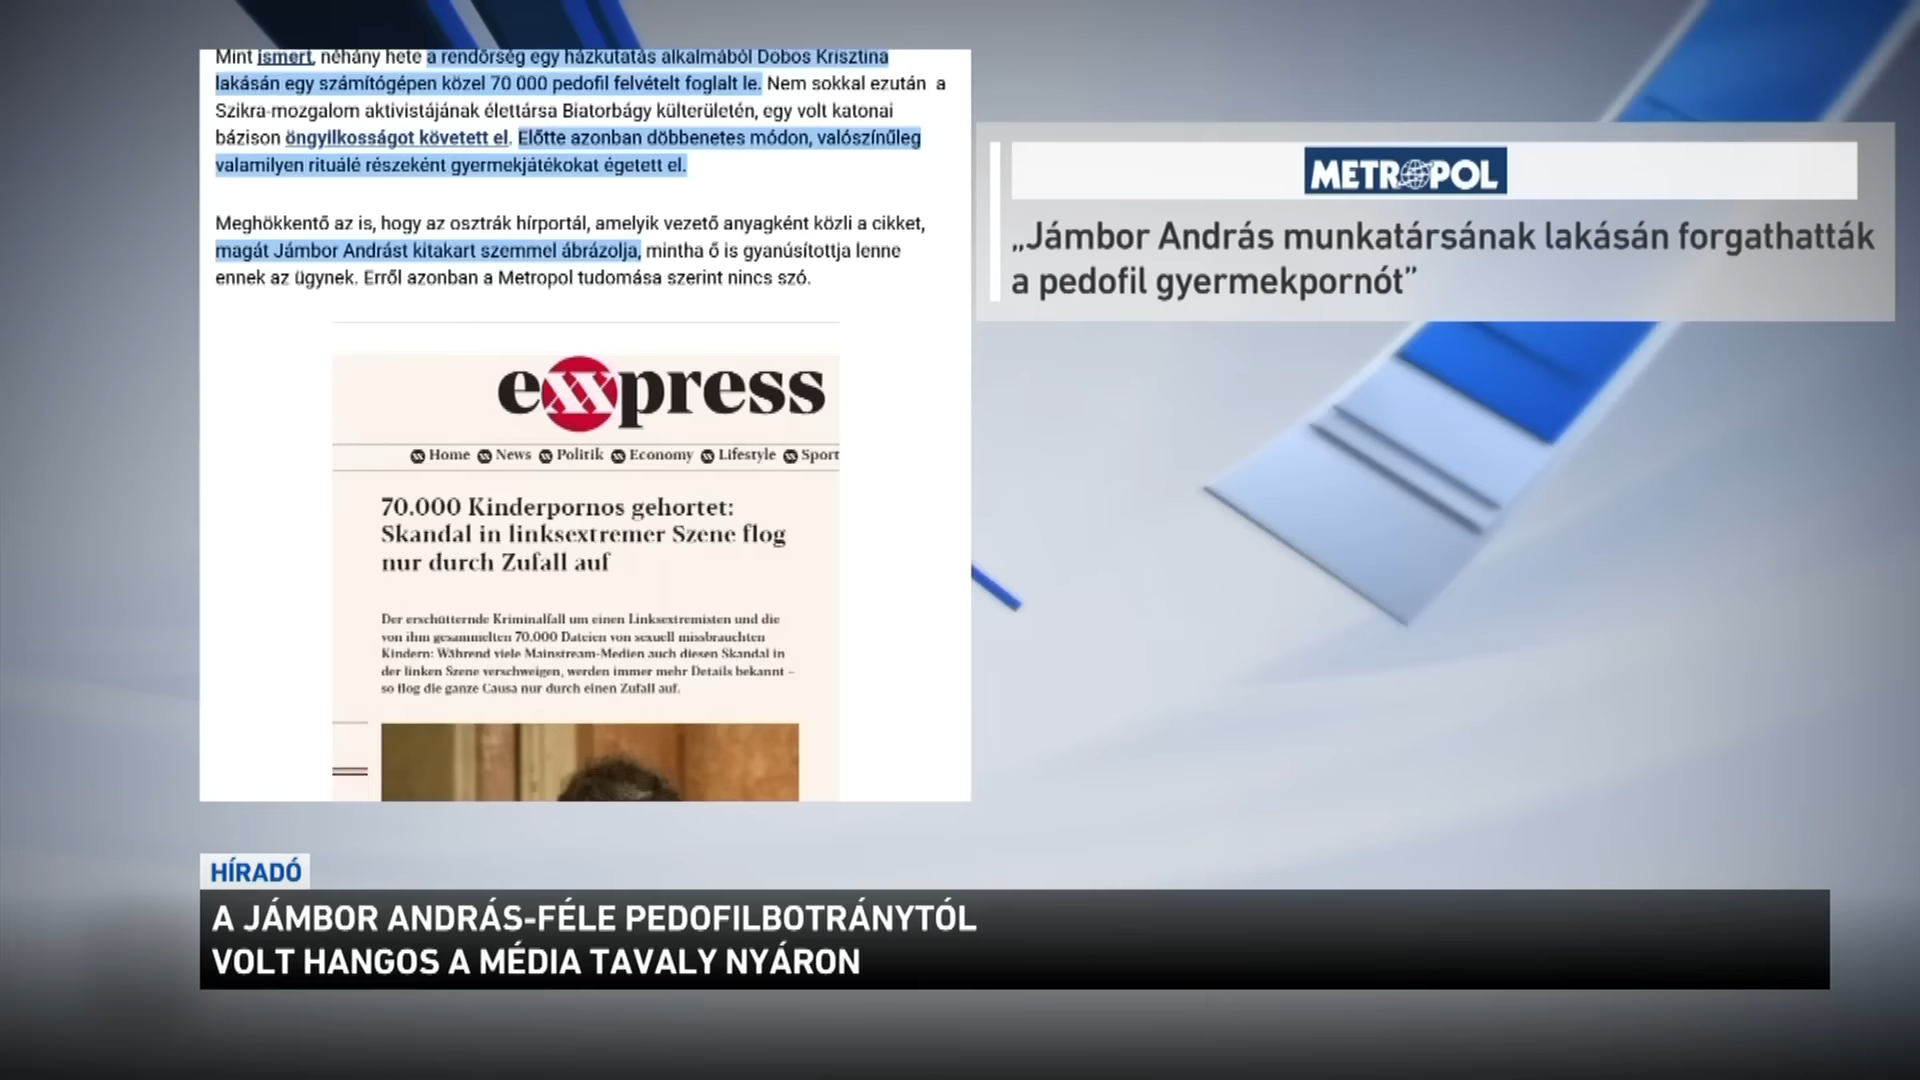 Mint ismert, néhány hete a rendőrség egy házkutatás alkalmából Dobos Krisztina
lakásán egy számítógépen közel 70 000 pedofil felvételt foglalt le. Nem sokkal ezután a
Szikra-mozgalom aktivistájának élettársa Biatorbágy külterületén, egy volt katonai
bázison öngyilkosságot követett el. Előtte azonban döbbenetes módon, valószínűleg
valamilyen rituálé részeként gyermekjátékokat égetett el.
Meghökkentő az is, hogy az osztrák hírportál, amelyik vezető anyagként közli a cikket,
magát Jámbor Andrást kitakart szemmel ábrázolja, mintha ő is gyanúsítottja lenne
ennek az ügynek. Erről azonban a Metropol tudomása szerint nincs szó.
exxpress
Home News Politik Economy Lifestyle Sport
70.000 Kinderpornos gehortet:
Skandal in linksextremer Szene flog
nur durch Zufall auf
Der erschütternde Kriminalfall um einen Linksextremisten und die
von ihm gesammelten 70.000 Dateien von sexuell missbrauchten
Kindern: Während viele Mainstream-Medien auch diesen Skandal in
der linken Szene verschweigen, werden immer mehr Details bekannt –
so flog die ganze Causa nur durch einen Zufall auf.
METROPOL
„Jámbor András munkatársának lakásán forgathatták
a pedofil gyermekpornót”
HÍRADÓ
A JÁMBOR ANDRÁS-FÉLE PEDOFILBOTRÁNYTÓL
VOLT HANGOS A MÉDIA TAVALY NYÁRON